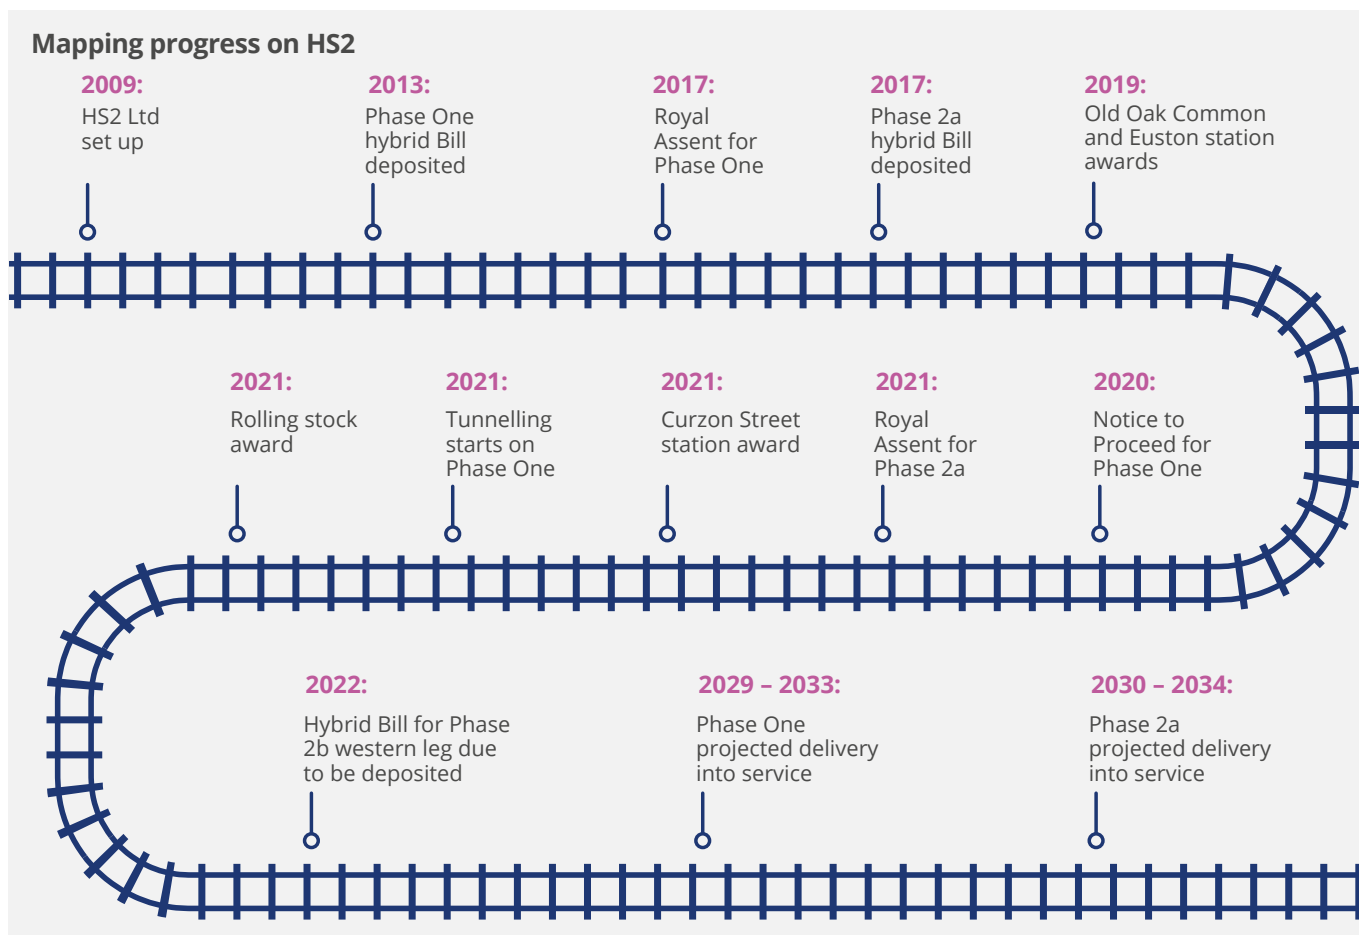 Mapping progress on HS2
2009:
HS2 Ltd
set up
2013:
Phase One
hybrid Bill
deposited
2017:
Royal
Assent for
Phase One
2017:
Phase 2a
hybrid Bill
deposited
2019:
Old Oak Common
and Euston station
awards
2021:
Rolling stock
award
2021:
Tunnelling
starts on
Phase One
2021:
Curzon Street
station award
2021:
Royal
Assent for
Phase 2a
2020:
Notice to
Proceed for
Phase One
2022:
Hybrid Bill for Phase
2b western leg due
to be deposited
2029 – 2033:
Phase One
projected delivery
into service
2030 – 2034:
Phase 2a
projected delivery
into service